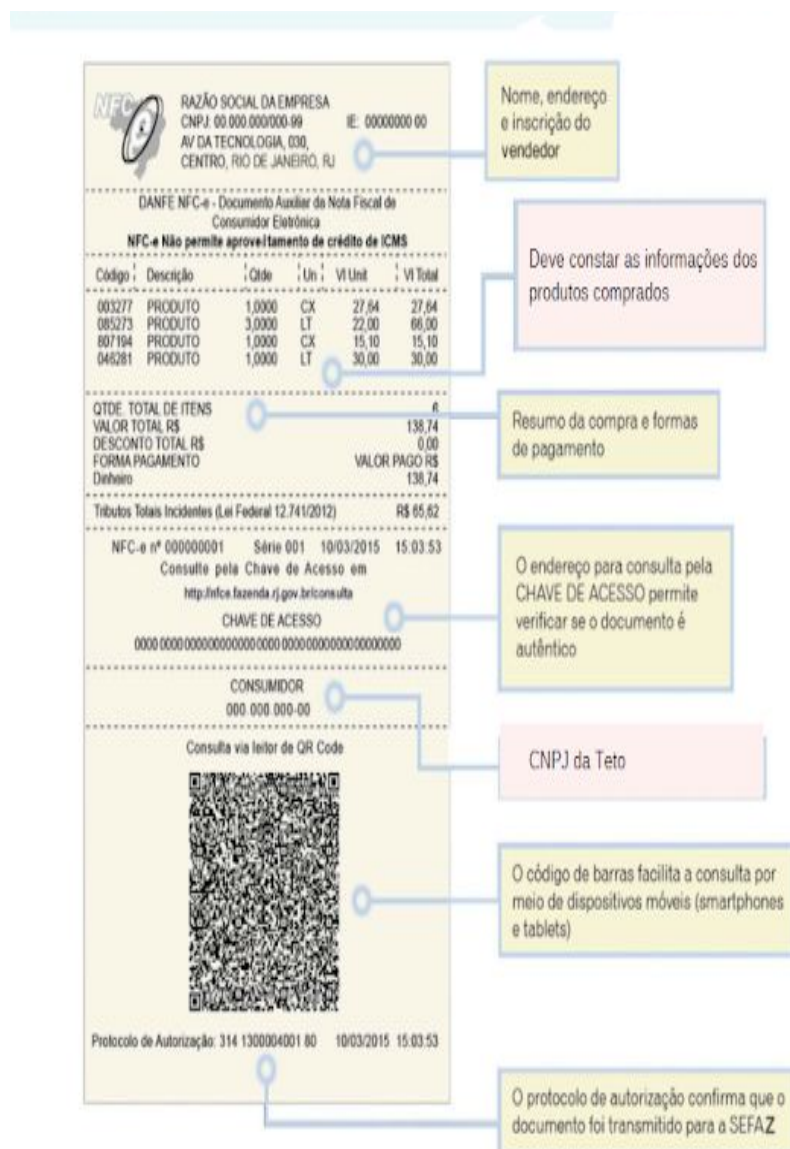 NFC
RAZÃO SOCIAL DA EMPRESA
CNPJ: 00.000.000/000-99 IE: 00000000 00
AV DA TECNOLOGIA, 030,
CENTRO, RIO DE JANEIRO, RJ
Nome, endereço
e inscrição do
vendedor
DANFE NFC-e - Documento Auxiliar da Nota Fiscal de
Consumidor Eletrônica
NFC-e Não permite aproveitamento de crédito de ICMS
Código Descrição Qtde Un Vl Unit Vl Total
003277 PRODUTO 1,0000 CX 27,64 27,64
085273 PRODUTO 3,0000 LT 22,00 66,00
807194 PRODUTO 1,0000 CX 15,10 15,10
046281 PRODUTO 1,0000 LT 30,00 30,00
Deve constar as informações dos
produtos comprados
QTDE. TOTAL DE ITENS 6
VALOR TOTAL R$ 138,74
DESCONTO TOTAL R$ 0,00
FORMA PAGAMENTO VALOR PAGO R$
Dinheiro 138,74
Resumo da compra e formas
de pagamento
Tributos Totais Incidentes (Lei Federal 12.741/2012) R$ 65,62
NFC-e nº 000000001 Série 001 10/03/2015 15:03:53
Consulte pela Chave de Acesso em
http://nfce.fazenda.rj.gov.br/consulta
CHAVE DE ACESSO
O endereço para consulta pela
CHAVE DE ACESSO permite
verificar se o documento é
autêntico
CONSUMIDOR
000.000.000-00
CNPJ da Teto
Consulta via leitor de QR Code
O código de barras facilita a consulta por
meio de dispositivos móveis (smartphones
e tablets)
Protocolo de Autorização: 314 1300004001 80 10/03/2015 15:03:53
O protocolo de autorização confirma que o
documento foi transmitido para a SEFAZ